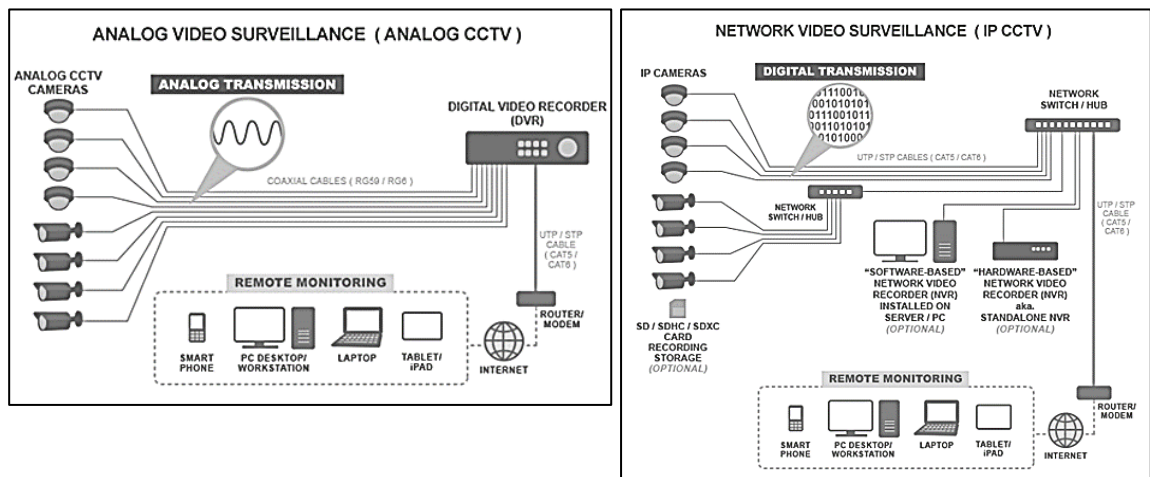 ANALOG VIDEO SURVEILLANCE ( ANALOG CCTV )
ANALOG CCTV
CAMERAS
ANALOG TRANSMISSION
DIGITAL VIDEO RECORDER
(DVR)
COAXIAL CABLES ( RG59 / RG6 )
UTP / STP
CABLE
( CAT5 /
CAT6 )
REMOTE MONITORING
ROUTER/
MODEM
SMART
PHONE
PC DESKTOP/
WORKSTATION
LAPTOP
TABLET/
iPAD
INTERNET
NETWORK VIDEO SURVEILLANCE ( IP CCTV )
IP CAMERAS
DIGITAL TRANSMISSION
NETWORK
SWITCH / HUB
01110010
001010101
0111001011
011010101
0101000
UTP / STP CABLES ( CAT5 / CAT6 )
NETWORK
SWITCH / HUB
UTP / STP
CABLE
( CAT5 /
CAT6 )
"SOFTWARE-BASED"
NETWORK VIDEO
RECORDER (NVR)
INSTALLED ON
SERVER / PC
(OPTIONAL)
"HARDWARE-BASED"
NETWORK VIDEO
RECORDER (NVR)
aka.
STANDALONE NVR
(OPTIONAL)
SD / SDHC / SDXC
CARD
RECORDING
STORAGE
(OPTIONAL)
REMOTE MONITORING
ROUTER/
MODEM
SMART
PHONE
PC DESKTOP/
WORKSTATION
LAPTOP
TABLET/
iPAD
INTERNET